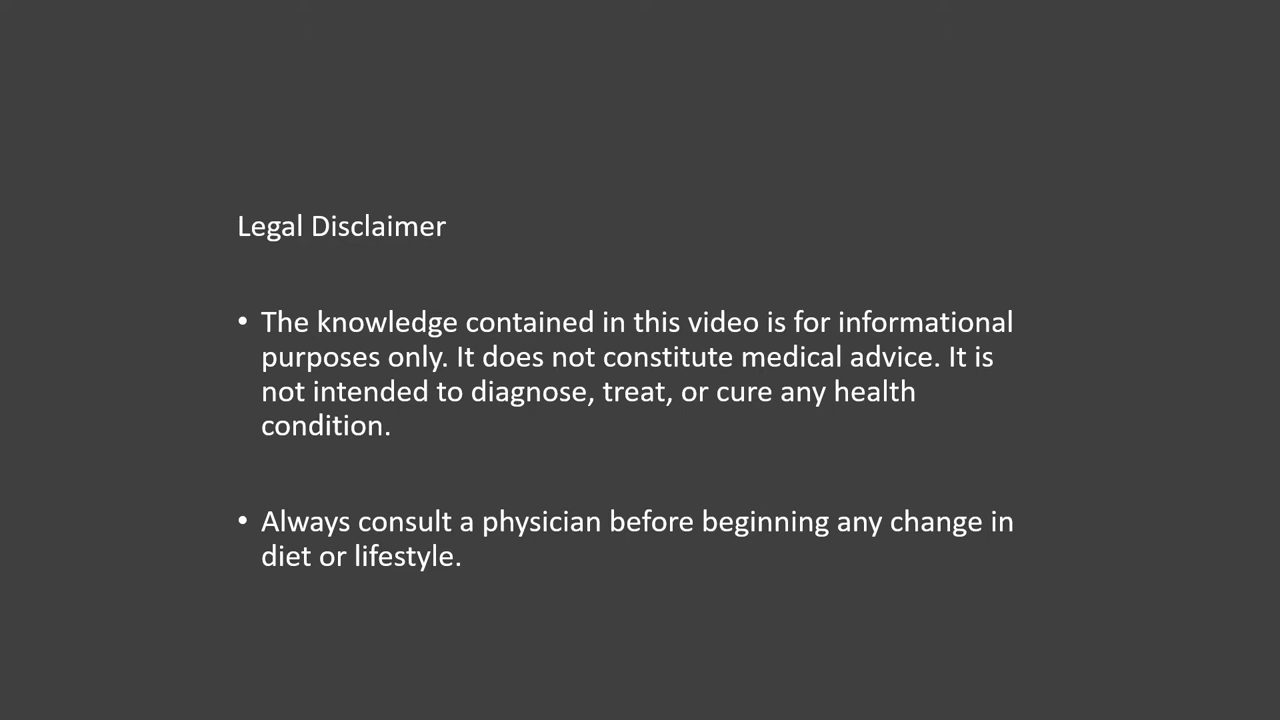 Legal Disclaimer
• The knowledge contained in this video is for informational
purposes only. It does not constitute medical advice. It is
not intended to diagnose, treat, or cure any health
condition.
• Always consult a physician before beginning any change in
diet or lifestyle.